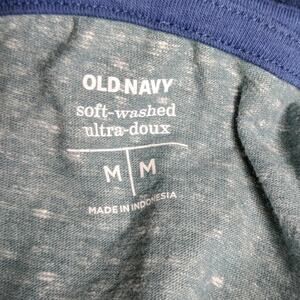 OLD NAVY
soft-washed
ultra-doux
M M
MADE IN INDONESIA